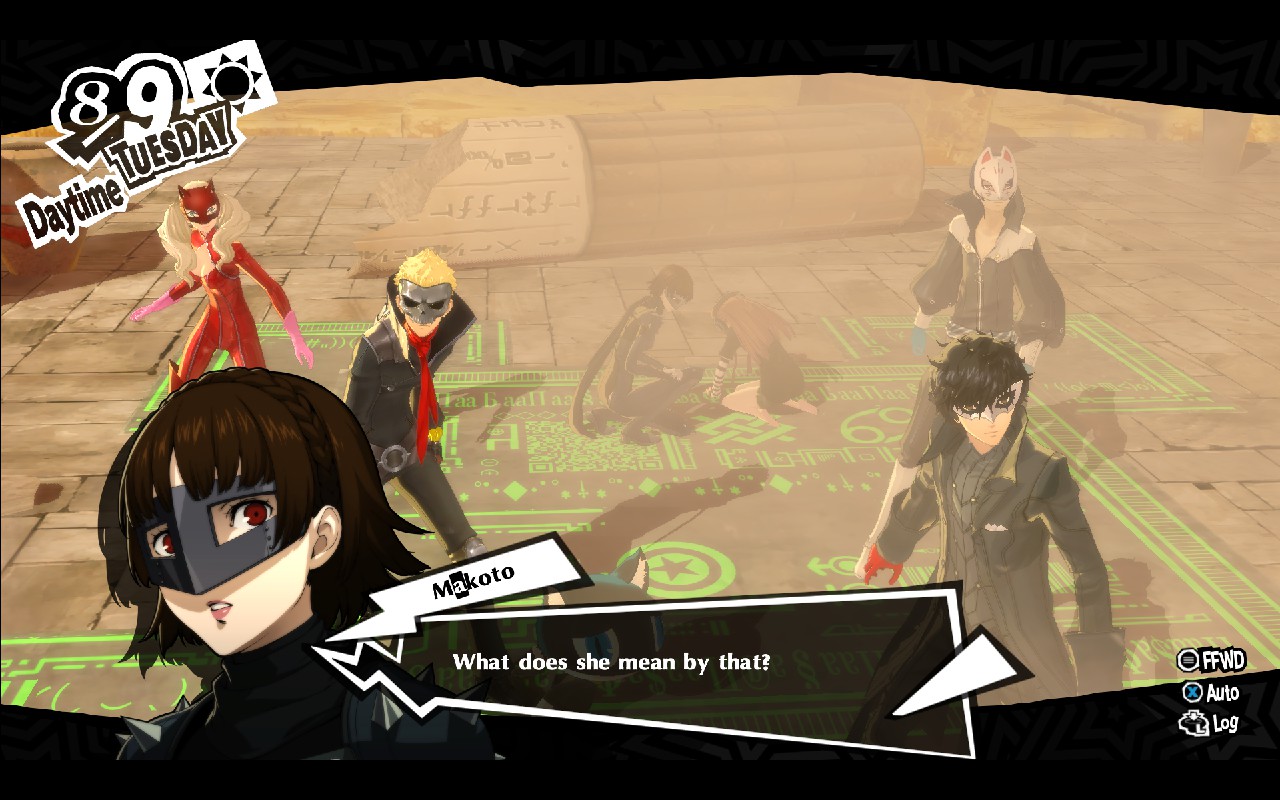 8/9
TUESDAY
Daytime
Makoto
What does she mean by that?
FFWD
Auto
Log